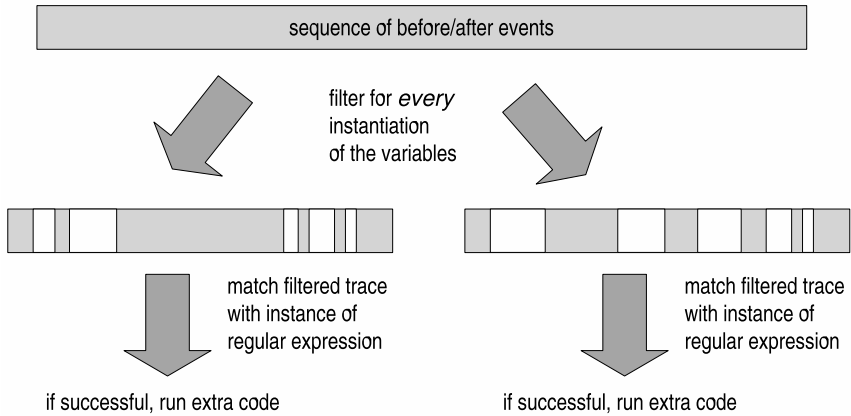 sequence of before/after events
filter for every
instantiation
of the variables
match filtered trace
with instance of
regular expression
match filtered trace
with instance of
regular expression
if successful, run extra code
if successful, run extra code